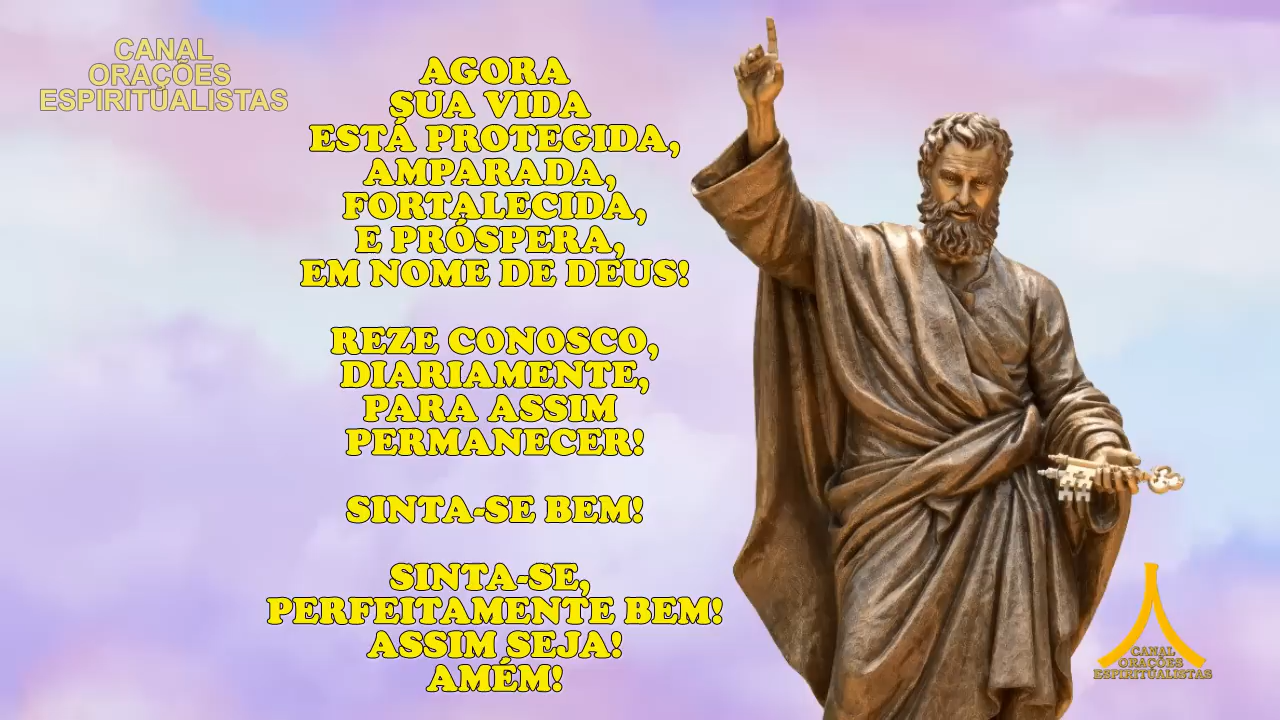 CANAL
ORAÇÕES
ESPIRITUALISTAS
AGORA
SUA VIDA
ESTÁ PROTEGIDA,
AMPARADA,
FORTALECIDA,
E PRÓSPERA,
EM NOME DE DEUS!
REZE CONOSCO,
DIARIAMENTE,
PARA ASSIM
PERMANECER!
SINTA-SE BEM!
SINTA-SE,
PERFEITAMENTE BEM!
ASSIM SEJA!
AMÉM!
CANAL
ORAÇÕES
ESPIRITUALISTAS